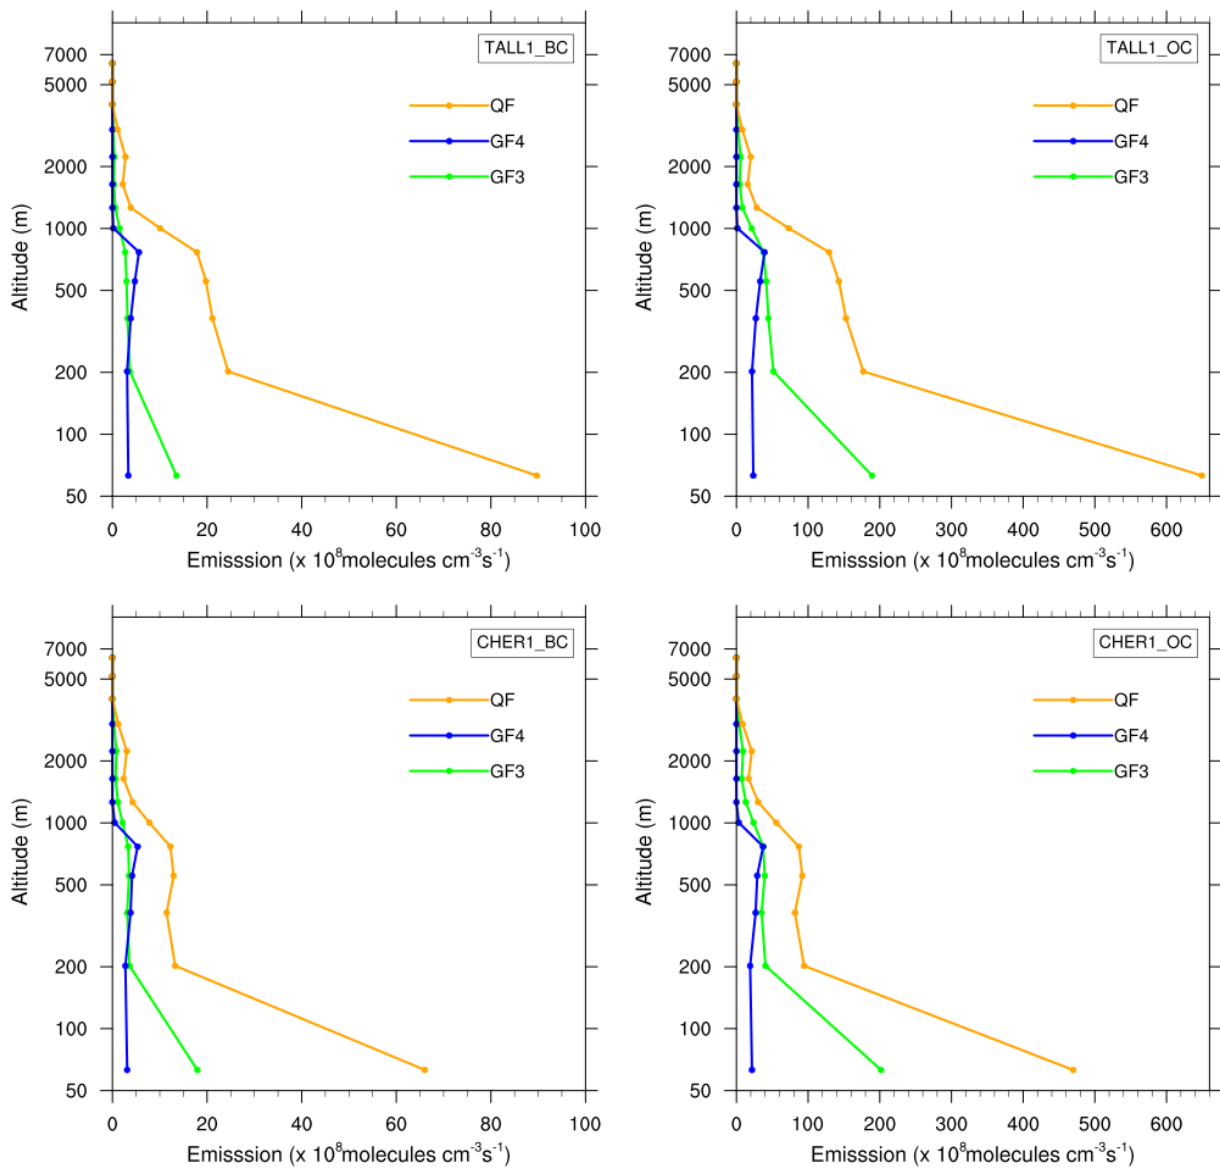 TALL1_BC
7000
5000
2000
1000
500
200
100
50
Altitude (m)
QF
GF4
GF3
0 20 40 60 80 100
Emisssion (x 10⁸molecules cm⁻³s⁻¹)
TALL1_OC
7000
5000
2000
1000
500
200
100
50
Altitude (m)
QF
GF4
GF3
0 100 200 300 400 500 600
Emisssion (x 10⁸molecules cm⁻³s⁻¹)
CHER1_BC
7000
5000
2000
1000
500
200
100
50
Altitude (m)
QF
GF4
GF3
0 20 40 60 80 100
Emisssion (x 10⁸molecules cm⁻³s⁻¹)
CHER1_OC
7000
5000
2000
1000
500
200
100
50
Altitude (m)
QF
GF4
GF3
0 100 200 300 400 500 600
Emisssion (x 10⁸molecules cm⁻³s⁻¹)